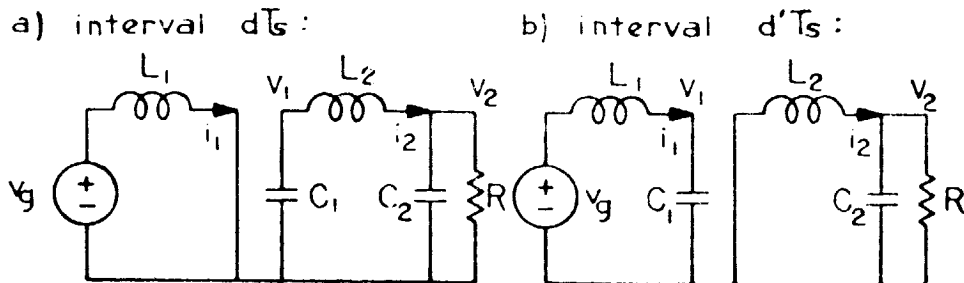 a) interval dTs:
b) interval d'Ts:
L₁
V₁
L₂
V₂
i₁
i₂
vg
+
−
C₁
C₂
R
L₁
V₁
L₂
V₂
i₁
i₂
+
−
vg
C₁
C₂
R